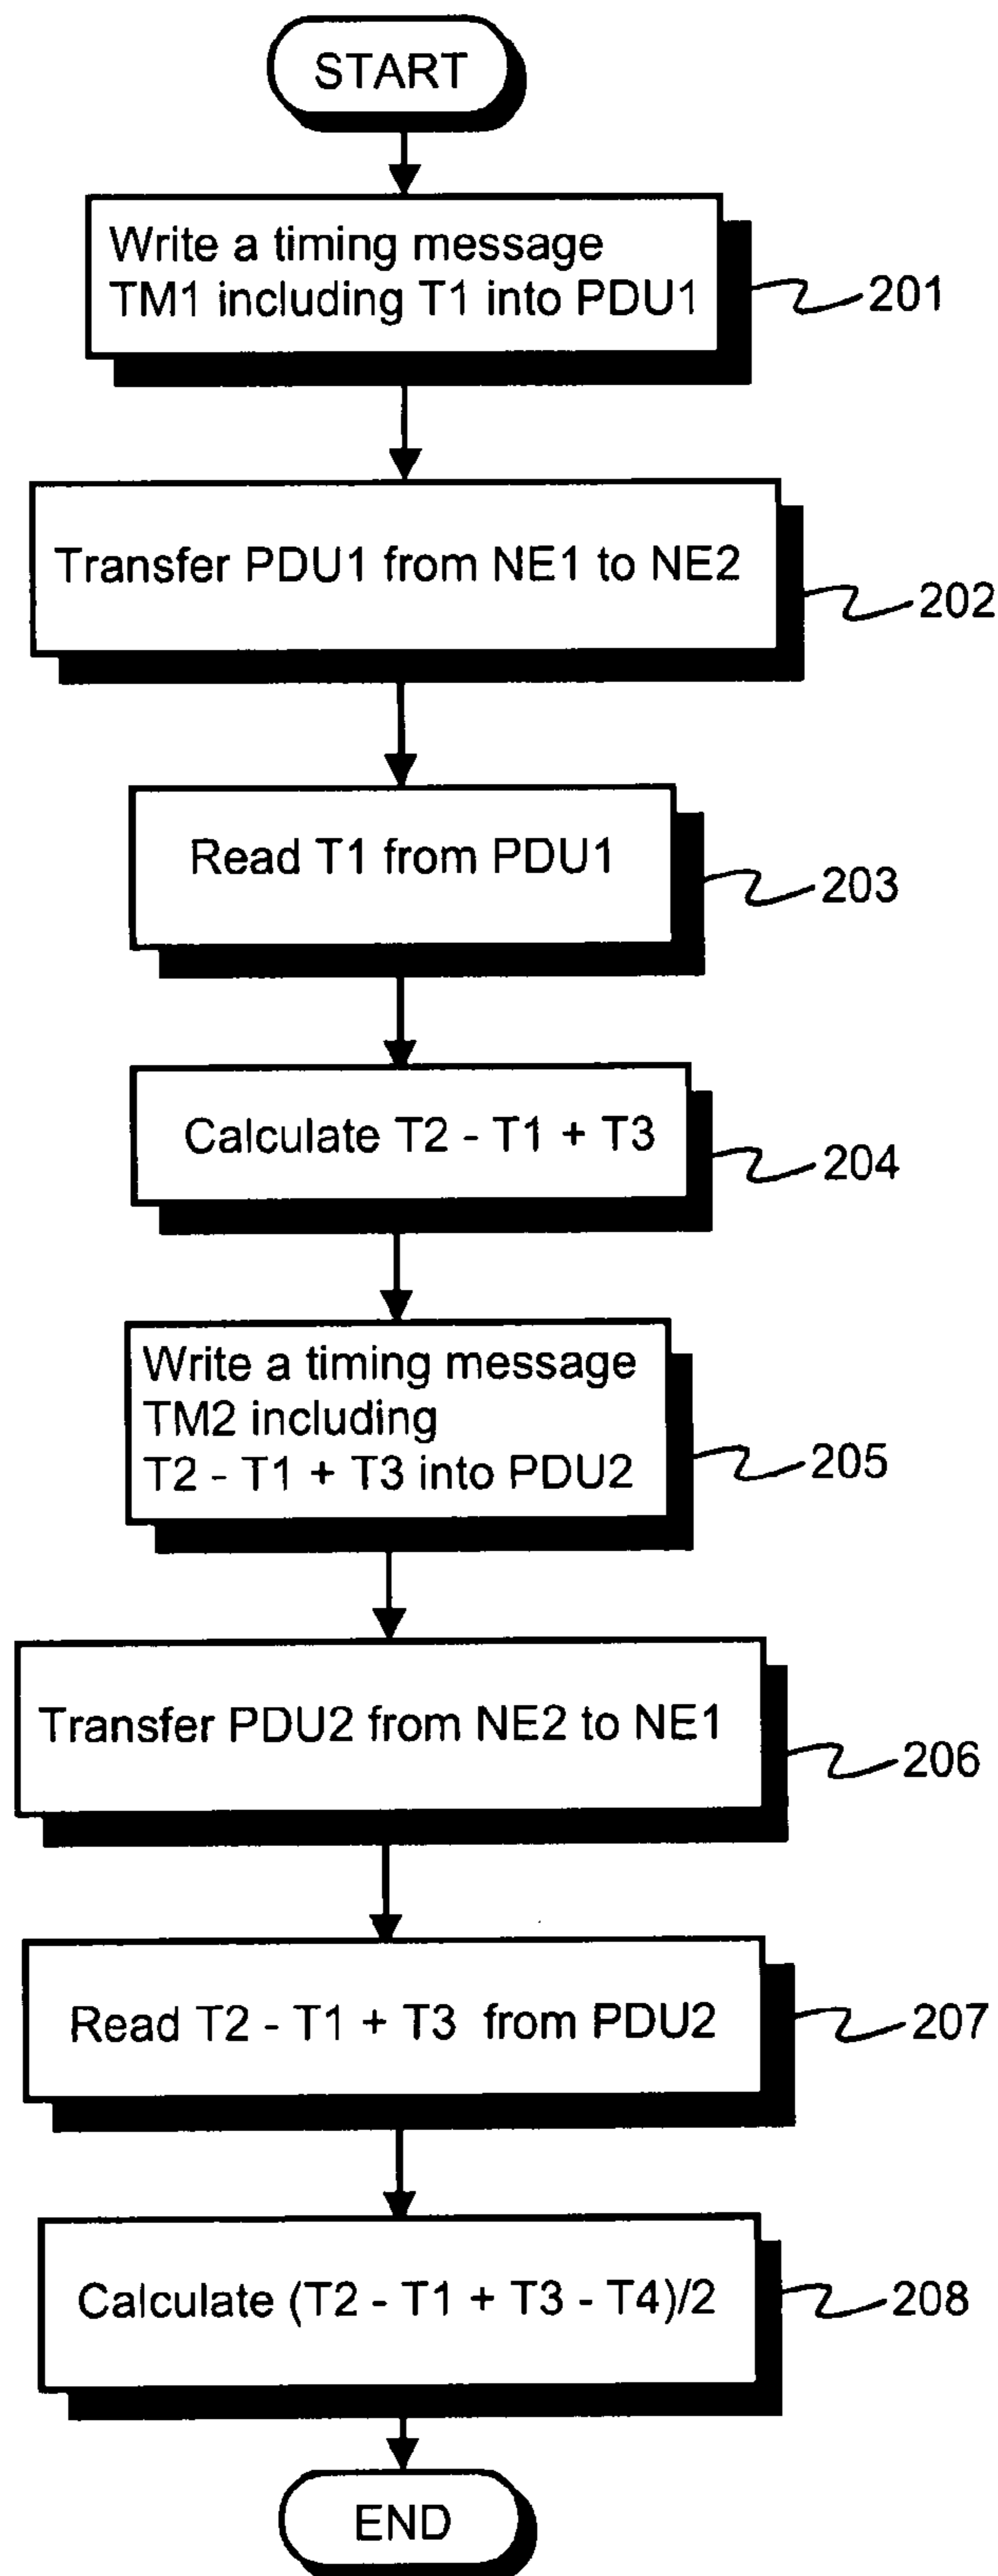 START
Write a timing message
TM1 including T1 into PDU1
201
Transfer PDU1 from NE1 to NE2
202
Read T1 from PDU1
203
Calculate T2 - T1 + T3
204
Write a timing message
TM2 including
T2 - T1 + T3 into PDU2
205
Transfer PDU2 from NE2 to NE1
206
Read T2 - T1 + T3 from PDU2
207
Calculate (T2 - T1 + T3 - T4)/2
208
END